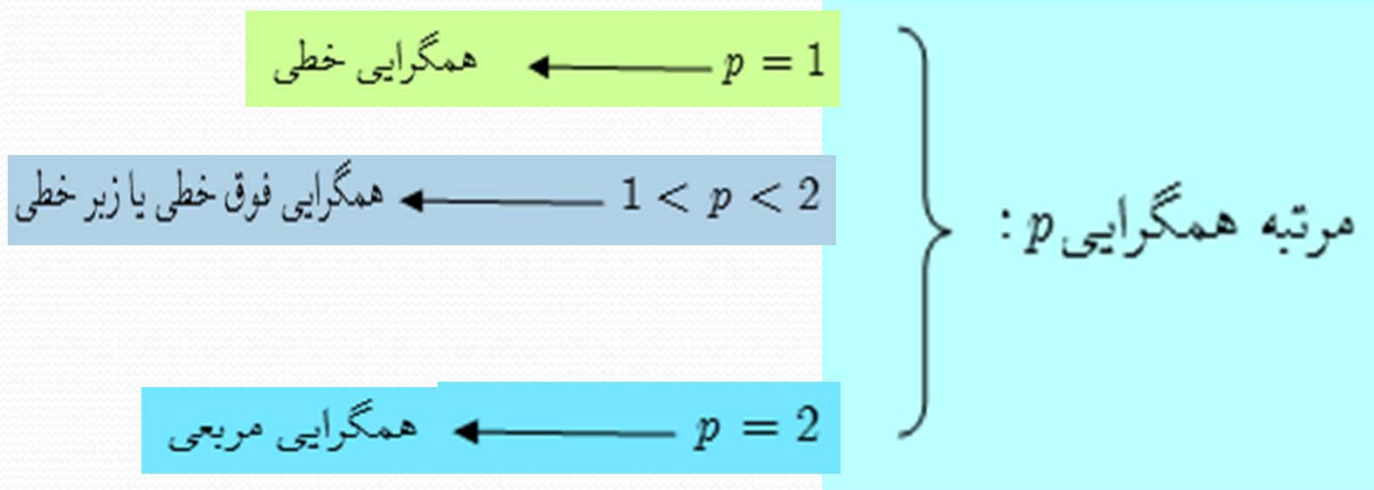 مرتبه همگرایی p :
p = 1 ← همگرایی خطی
1 < p < 2 ← همگرایی فوق خطی یا زبر خطی
p = 2 ← همگرایی مربعی